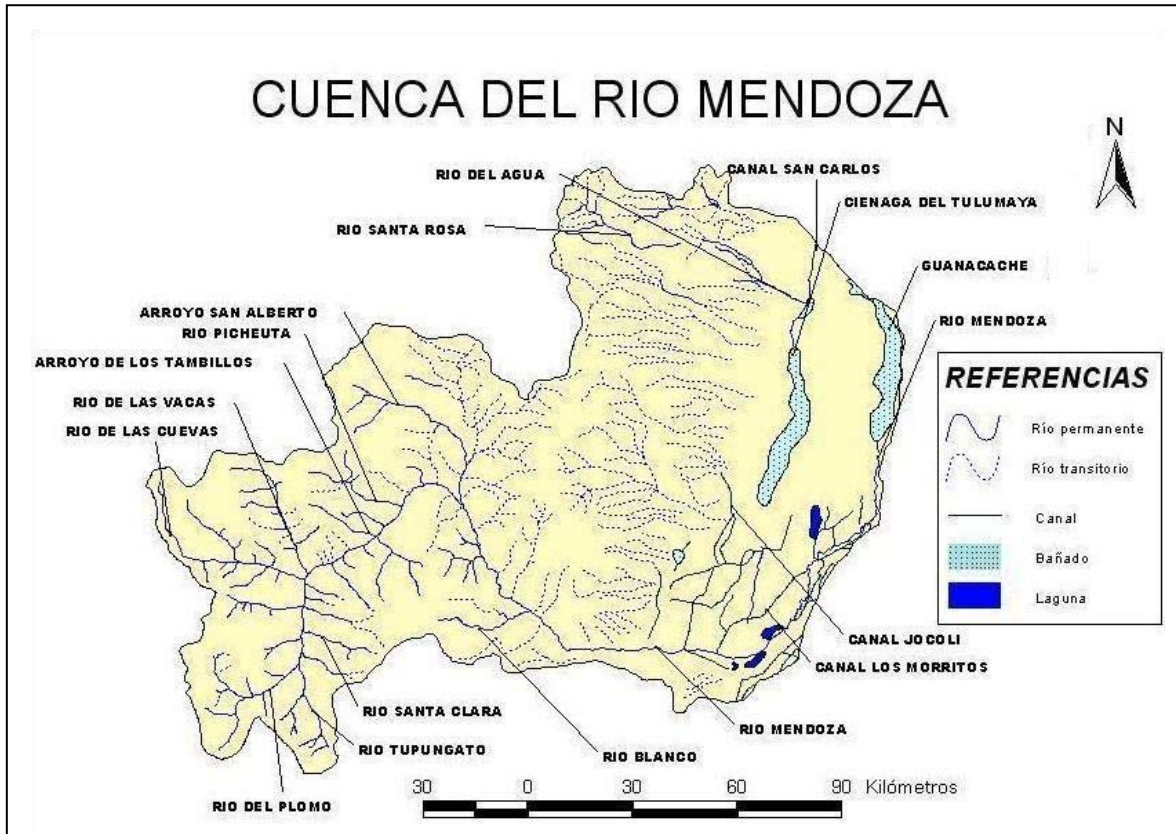 CUENCA DEL RIO MENDOZA
N
RIO DEL AGUA
CANAL SAN CARLOS
CIENAGA DEL TULUMAYA
RIO SANTA ROSA
GUANACACHE
ARROYO SAN ALBERTO
RIO PICHEUTA
RIO MENDOZA
ARROYO DE LOS TAMBILLOS
RIO DE LAS VACAS
RIO DE LAS CUEVAS
REFERENCIAS
Río permanente
Río transitorio
Canal
Bañado
Laguna
CANAL JOCOLI
CANAL LOS MORRITOS
RIO SANTA CLARA
RIO MENDOZA
RIO TUPUNGATO
RIO BLANCO
RIO DEL PLOMO
30 0 30 60 90 Kilómetros